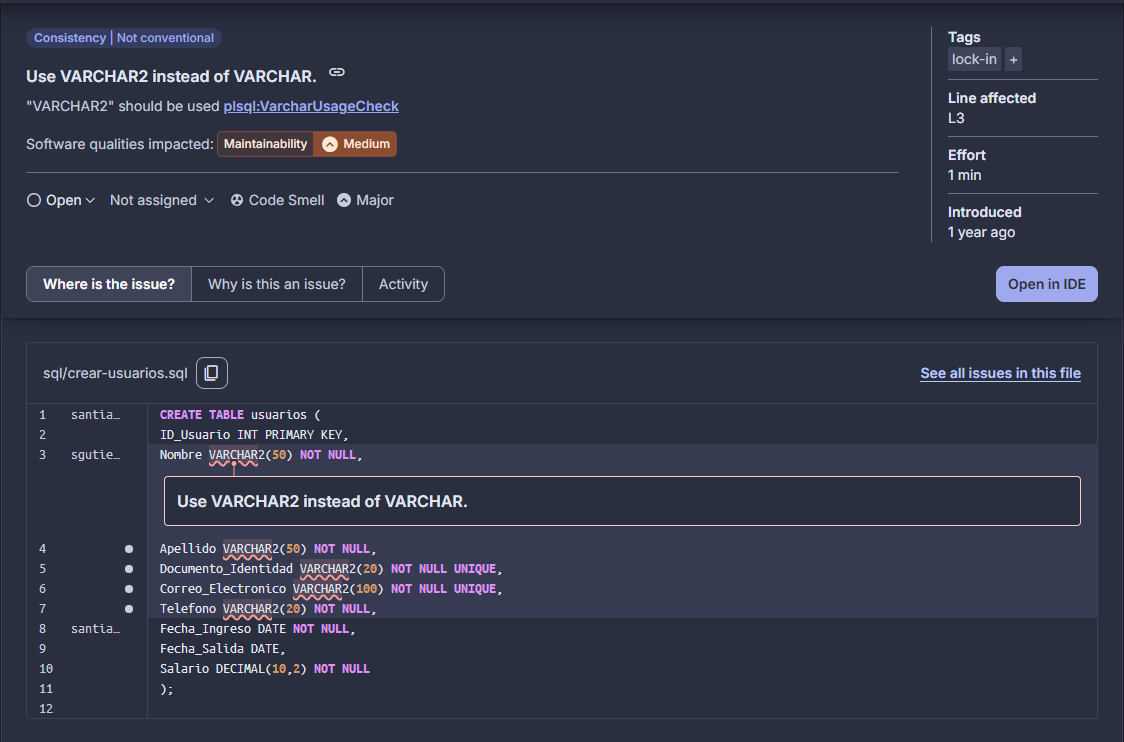 Consistency | Not conventional
Use VARCHAR2 instead of VARCHAR.
"VARCHAR2" should be used plsql:VarcharUsageCheck
Software qualities impacted: Maintainability Medium
Open Not assigned Code Smell Major
Tags
lock-in +
Line affected
L3
Effort
1 min
Introduced
1 year ago
Where is the issue? Why is this an issue? Activity
Open in IDE
sql/crear-usuarios.sql
See all issues in this file
1 santia… CREATE TABLE usuarios (
2 ID_Usuario INT PRIMARY KEY,
3 sgutie… Nombre VARCHAR2(50) NOT NULL,
Use VARCHAR2 instead of VARCHAR.
4 Apellido VARCHAR2(50) NOT NULL,
5 Documento_Identidad VARCHAR2(20) NOT NULL UNIQUE,
6 Correo_Electronico VARCHAR2(100) NOT NULL UNIQUE,
7 Telefono VARCHAR2(20) NOT NULL,
8 santia… Fecha_Ingreso DATE NOT NULL,
9 Fecha_Salida DATE,
10 Salario DECIMAL(10,2) NOT NULL
11 );
12